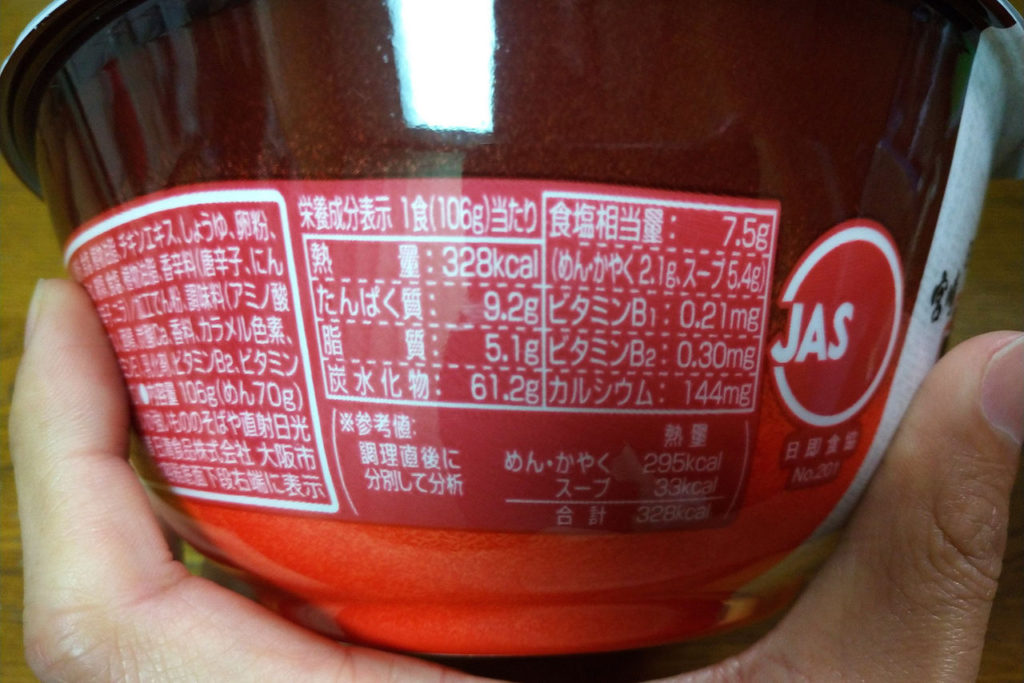 チキンエキス、しょうゆ、卵粉、
香辛料(唐辛子、にん
加工でん粉、調味料(アミノ酸
香料、カラメル色素、
ビタミンB2、ビタミン
106g(めん70g)
もののそばや直射日光
食品株式会社 大阪市
下段右端に表示
栄養成分表示 1食(106g)当たり
熱量:328kcal
たんぱく質:9.2g
脂質:5.1g
炭水化物:61.2g
食塩相当量:7.5g
(めん・かやく2.1g、スープ5.4g)
ビタミンB1:0.21mg
ビタミンB2:0.30mg
カルシウム:144mg
※参考値:
調理直後に
分別して分析
熱量
めん・かやく 295kcal
スープ 33kcal
合計 328kcal
JAS
日即食協
No.201